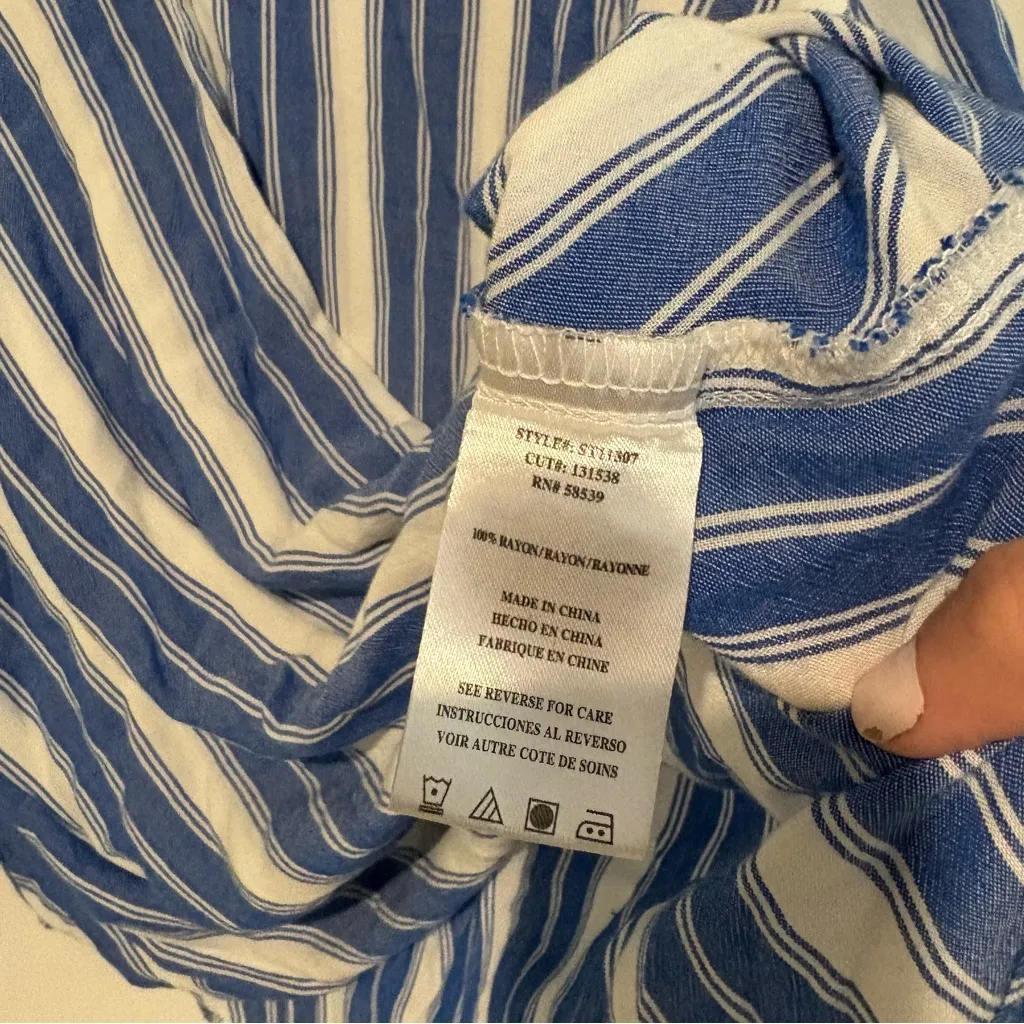 STYLE#: ST11307
CUT#: 131538
RN# 58539
100% RAYON/RAYON/RAYONNE
MADE IN CHINA
HECHO EN CHINA
FABRIQUE EN CHINE
SEE REVERSE FOR CARE
INSTRUCCIONES AL REVERSO
VOIR AUTRE COTE DE SOINS